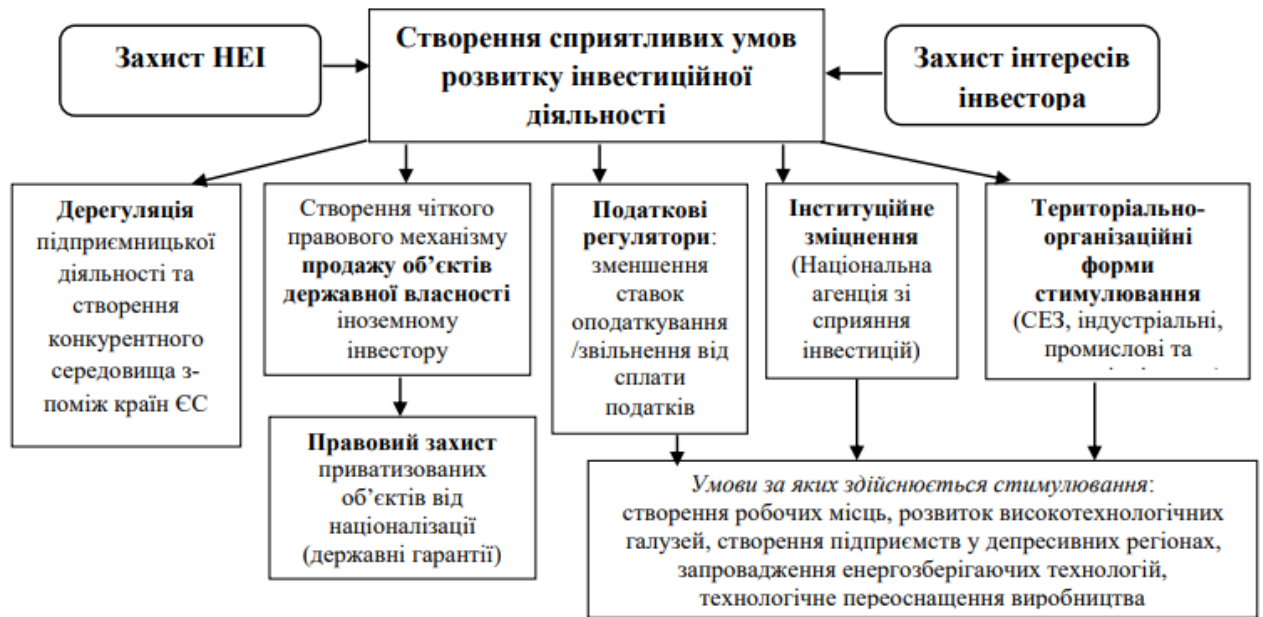 Захист НЕІ
Створення сприятливих умов
розвитку інвестиційної
діяльності
Захист інтересів
інвестора
Дерегуляція
підприємницької
діяльності та
створення
конкурентного
середовища з-
поміж країн ЄС
Створення чіткого
правового механізму
продажу об’єктів
державної власності
іноземному
інвестору
Податкові
регулятори:
зменшення
ставок
оподаткування
/звільнення від
сплати
податків
Інституційне
зміцнення
(Національна
агенція зі
сприяння
інвестицій)
Територіально-
організаційні
форми
стимулювання
(СЕЗ, індустріальні,
промислові та
Правовий захист
приватизованих
об’єктів від
націоналізації
(державні гарантії)
Умови за яких здійснюється стимулювання:
створення робочих місць, розвиток високотехнологічних
галузей, створення підприємств у депресивних регіонах,
запровадження енергозберігаючих технологій,
технологічне переоснащення виробництва